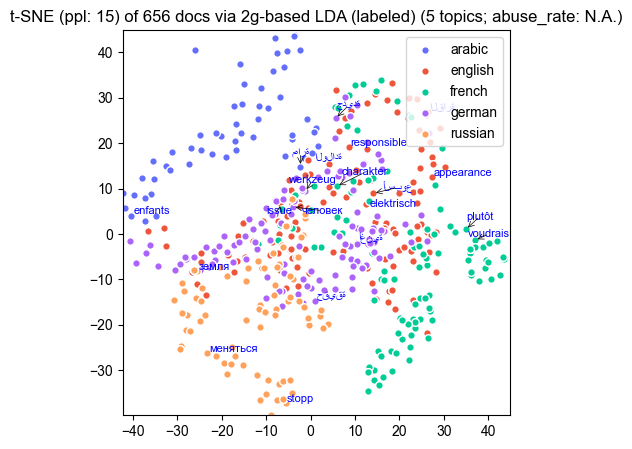 t-SNE (ppl: 15) of 656 docs via 2g-based LDA (labeled) (5 topics; abuse_rate: N.A.)
arabic
english
french
german
russian
responsible
charakter
appearance
werkzeug
enfants
issue
человек
elektrisch
plutôt
voudrais
земля
меняться
stopp
40
30
20
10
0
−10
−20
−30
−40
−30
−20
−10
0
10
20
30
40